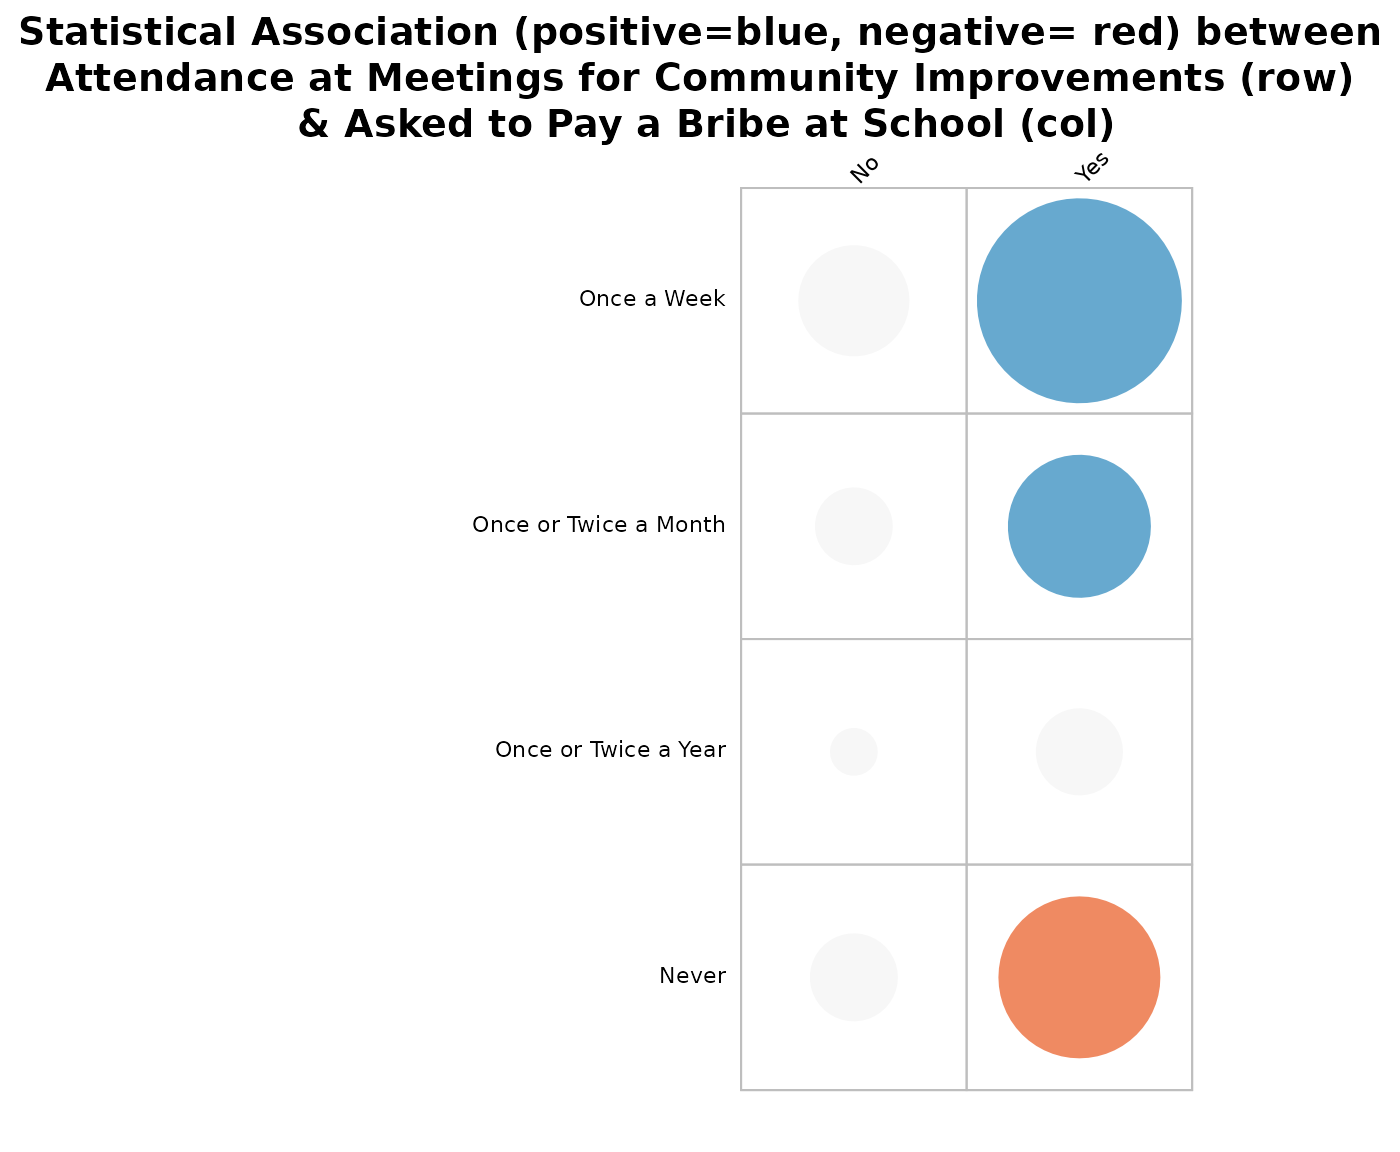 Statistical Association (positive=blue, negative= red) between
Attendance at Meetings for Community Improvements (row)
& Asked to Pay a Bribe at School (col)
No
Yes
Once a Week
Once or Twice a Month
Once or Twice a Year
Never